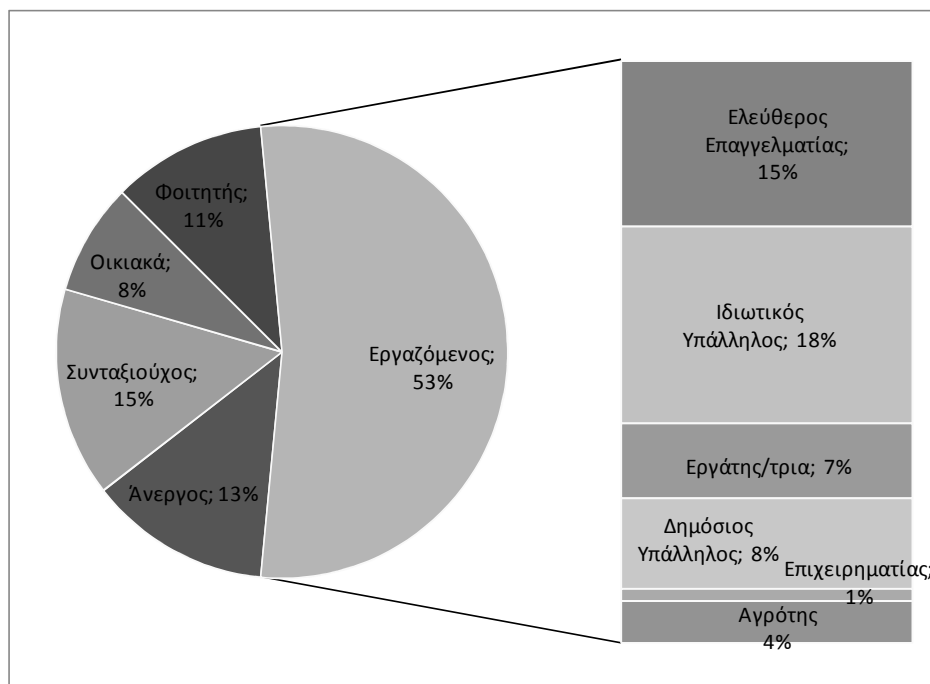 Φοιτητής;
11%
Οικιακά;
8%
Συνταξιούχος;
15%
Άνεργος; 13%
Εργαζόμενος;
53%
Ελεύθερος
Επαγγελματίας;
15%
Ιδιωτικός
Υπάλληλος; 18%
Εργάτης/τρια; 7%
Δημόσιος
Υπάλληλος; 8%
Επιχειρηματίας;
1%
Αγρότης
4%